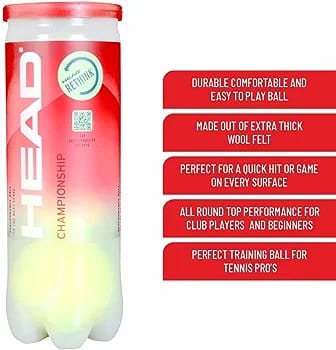 HEAD
RETHINK
HEAD
CHAMPIONSHIP
DURABLE COMFORTABLE AND
EASY TO PLAY BALL
MADE OUT OF EXTRA THICK
WOOL FELT
PERFECT FOR A QUICK HIT OR GAME
ON EVERY SURFACE
ALL ROUND TOP PERFORMANCE FOR
CLUB PLAYERS AND BEGINNERS
PERFECT TRAINING BALL FOR
TENNIS PRO'S